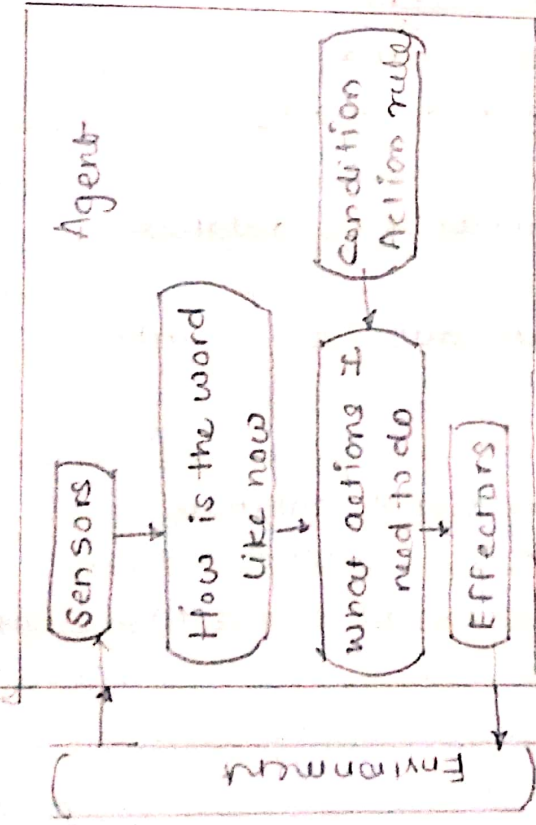 Agent
Sensors
How is the word
like now
What actions I
need to do
Condition
Action rule
Effectors
Environment